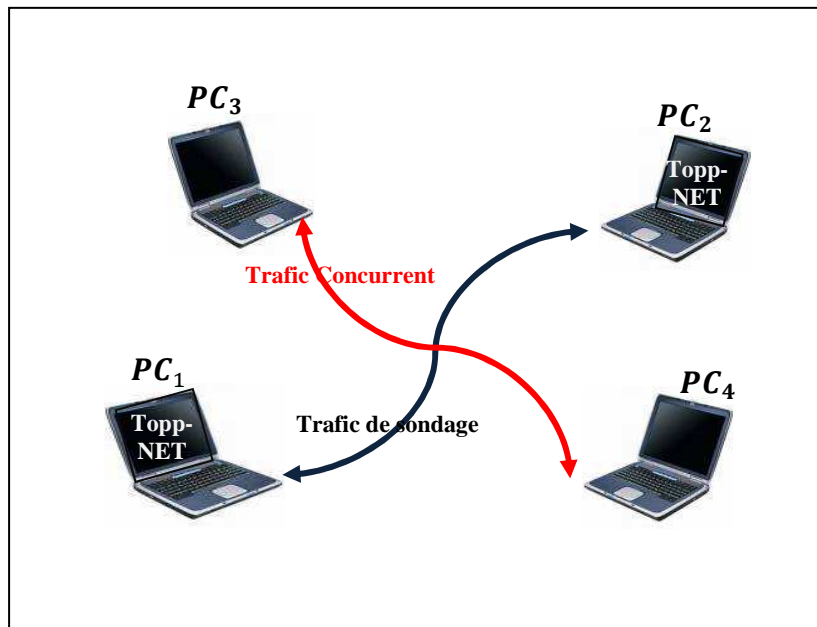 PC₃
PC₂
Topp-
NET
Trafic Concurrent
PC₁
PC₄
Topp-
NET
Trafic de sondage